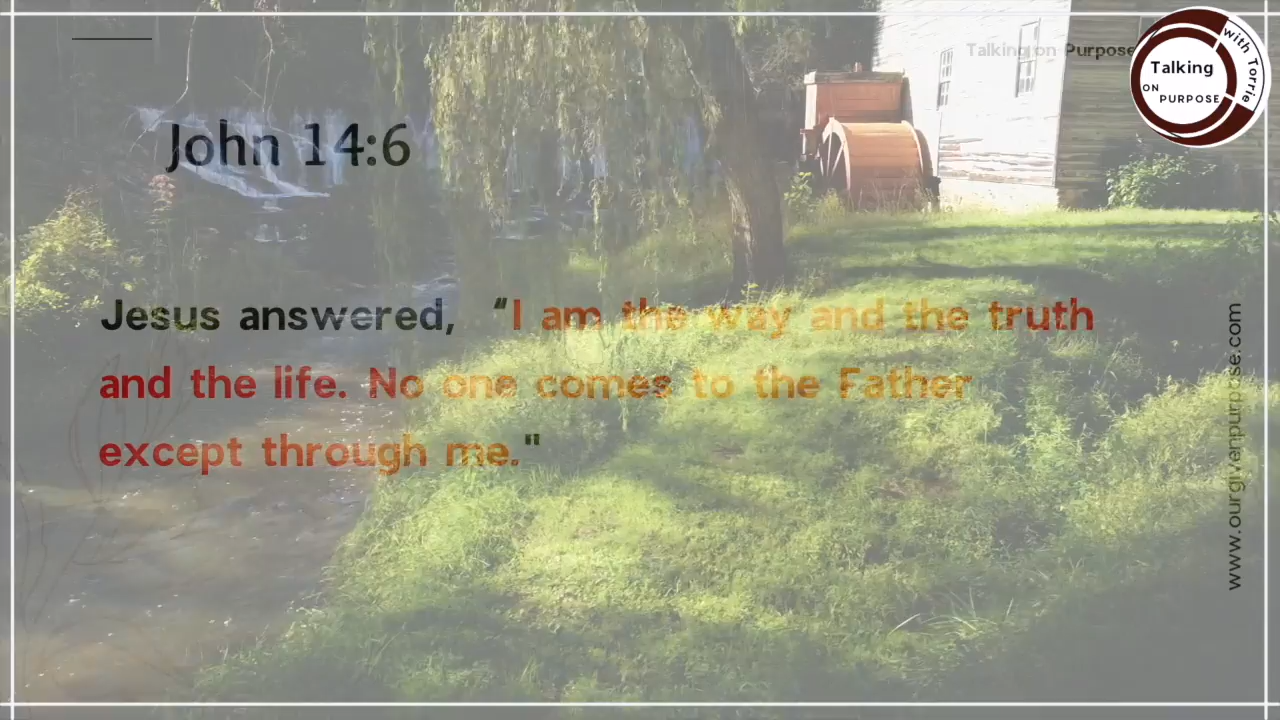 Talking on Purpose
Talking
ON
PURPOSE
with Torrie
John 14:6
Jesus answered, “I am the way and the truth
and the life. No one comes to the Father
except through me."
www.ourgivenpurpose.com